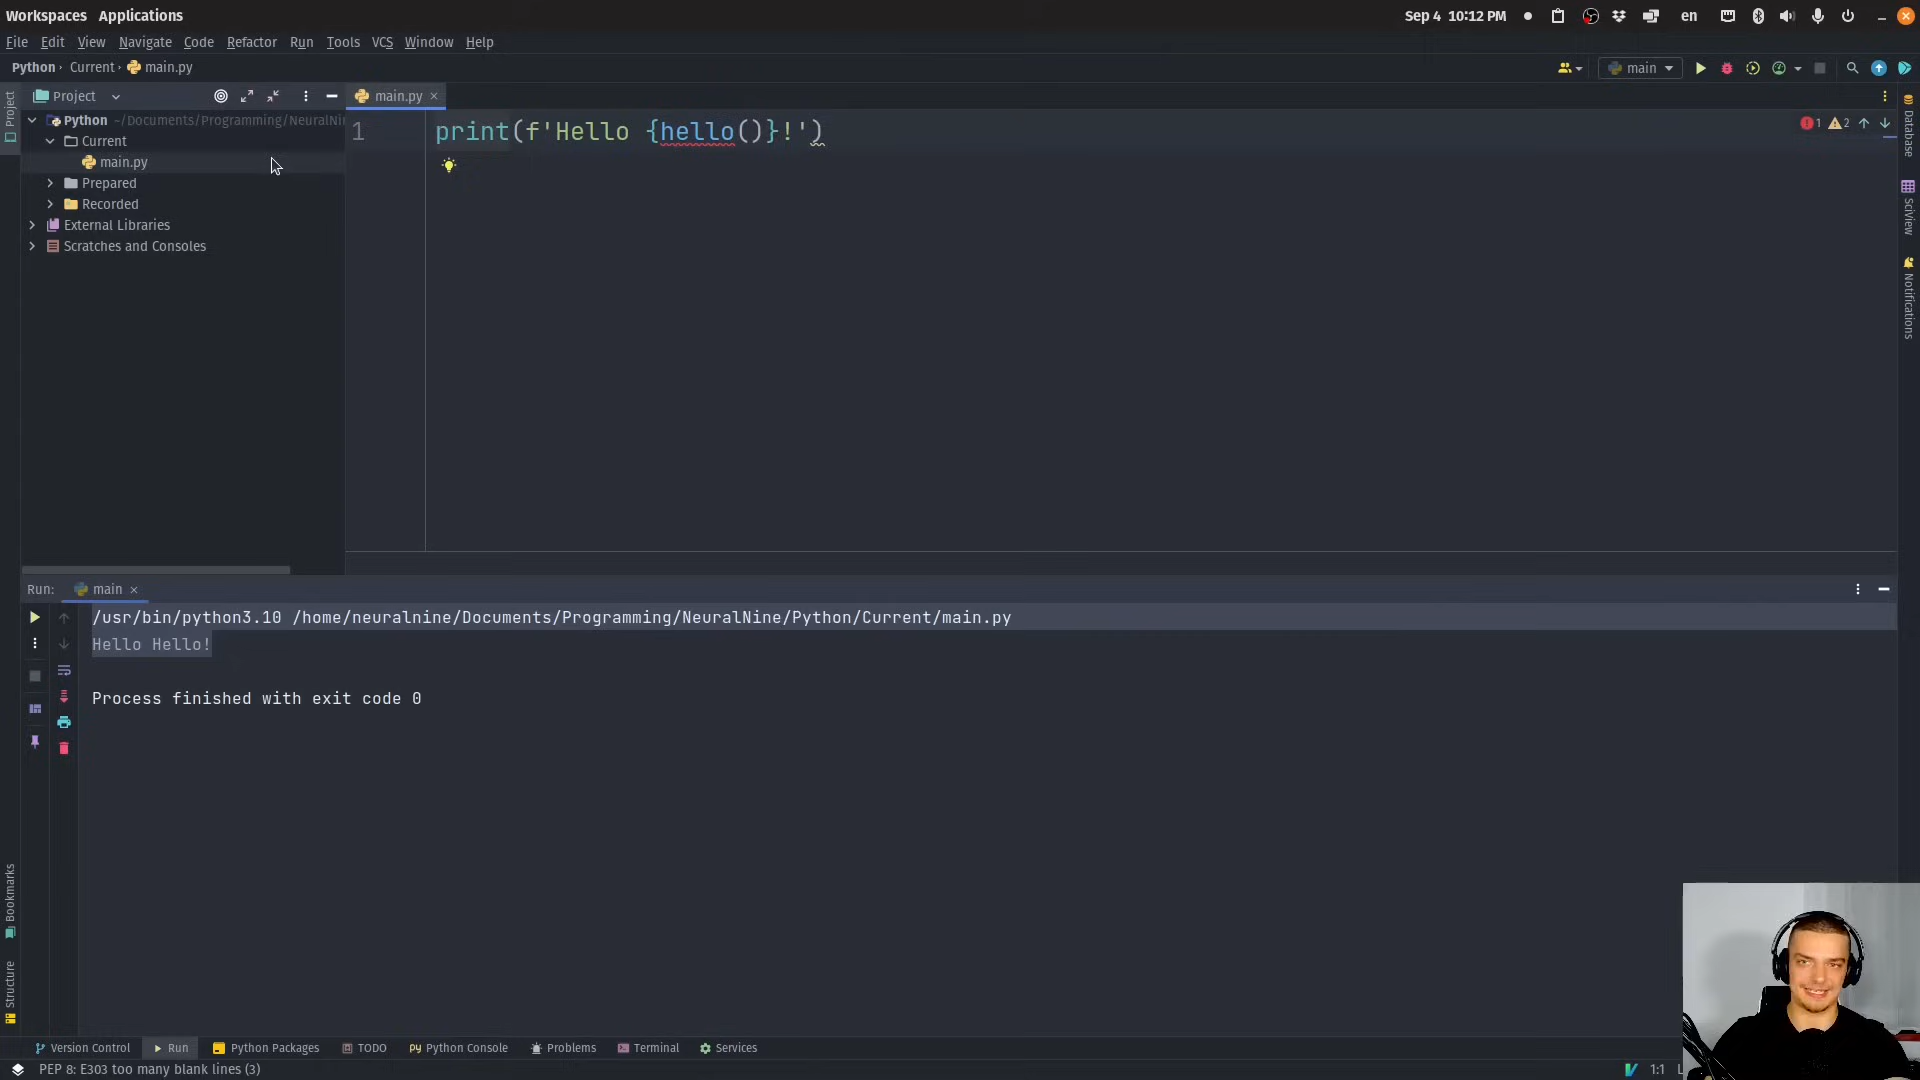 Workspaces Applications
Sep 4 10:12 PM en
File Edit View Navigate Code Refactor Run Tools VCS Window Help
Python › Current › main.py
main
Project
main.py ×
1 2
Python ~/Documents/Programming/NeuralNi
Current
main.py
Prepared
Recorded
External Libraries
Scratches and Consoles
1 print(f'Hello {hello()}!')
Project
Database
SciView
Notifications
Run: main ×
/usr/bin/python3.10 /home/neuralnine/Documents/Programming/NeuralNine/Python/Current/main.py
Hello Hello!
Process finished with exit code 0
Bookmarks
Structure
Version Control Run Python Packages TODO Python Console Problems Terminal Services
PEP 8: E303 too many blank lines (3)
1:1